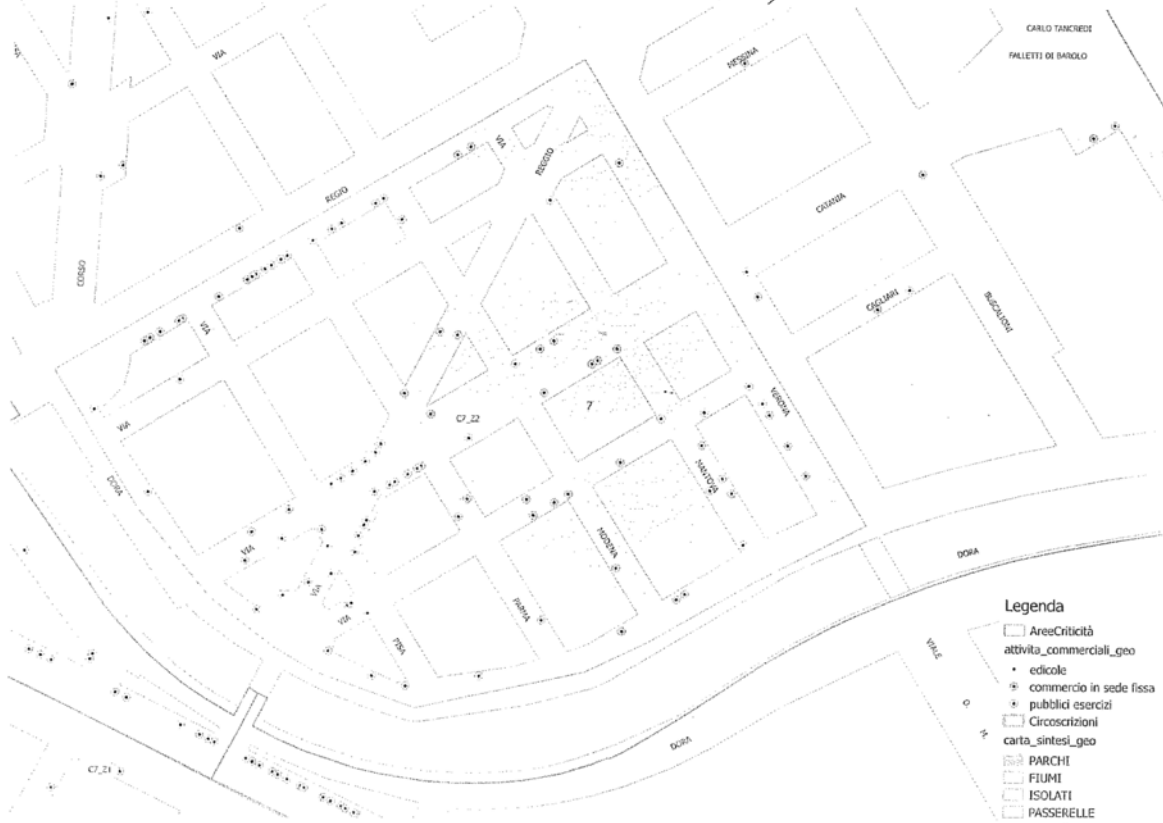 CARLO TANCREDI
FALLETTI DI BAROLO
VIA
MESSINA
VIA
REGGIO
REGIO
CATANIA
CORSO
CAGLIARI
BUSCALIONI
VIA
VERONA
7
C7_Z2
VIA
MANTOVA
DORA
VIA
MODENA
DORA
VIA
PARMA
VIA
PISA
VIALE
O.
M.
DORA
C7_Z1
Legenda
AreeCriticità
attivita_commerciali_geo
edicole
commercio in sede fissa
pubblici esercizi
Circoscrizioni
carta_sintesi_geo
PARCHI
FIUMI
ISOLATI
PASSERELLE